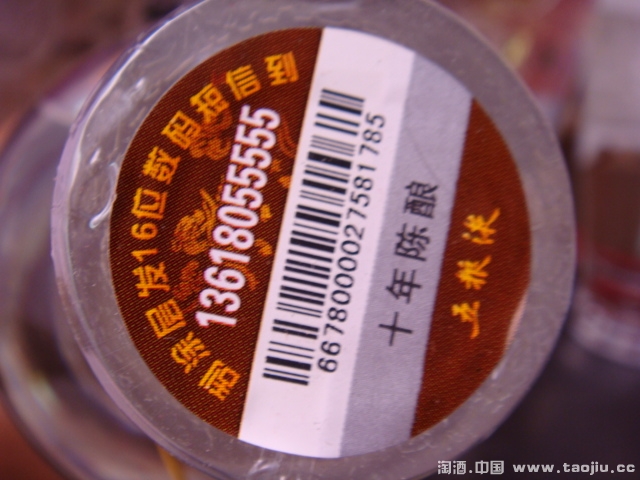 刮涂层发16位数码短信到
13618055555
6678000027581785
十年陈酿
五粮液
淘酒.中国 www.taojiu.cc